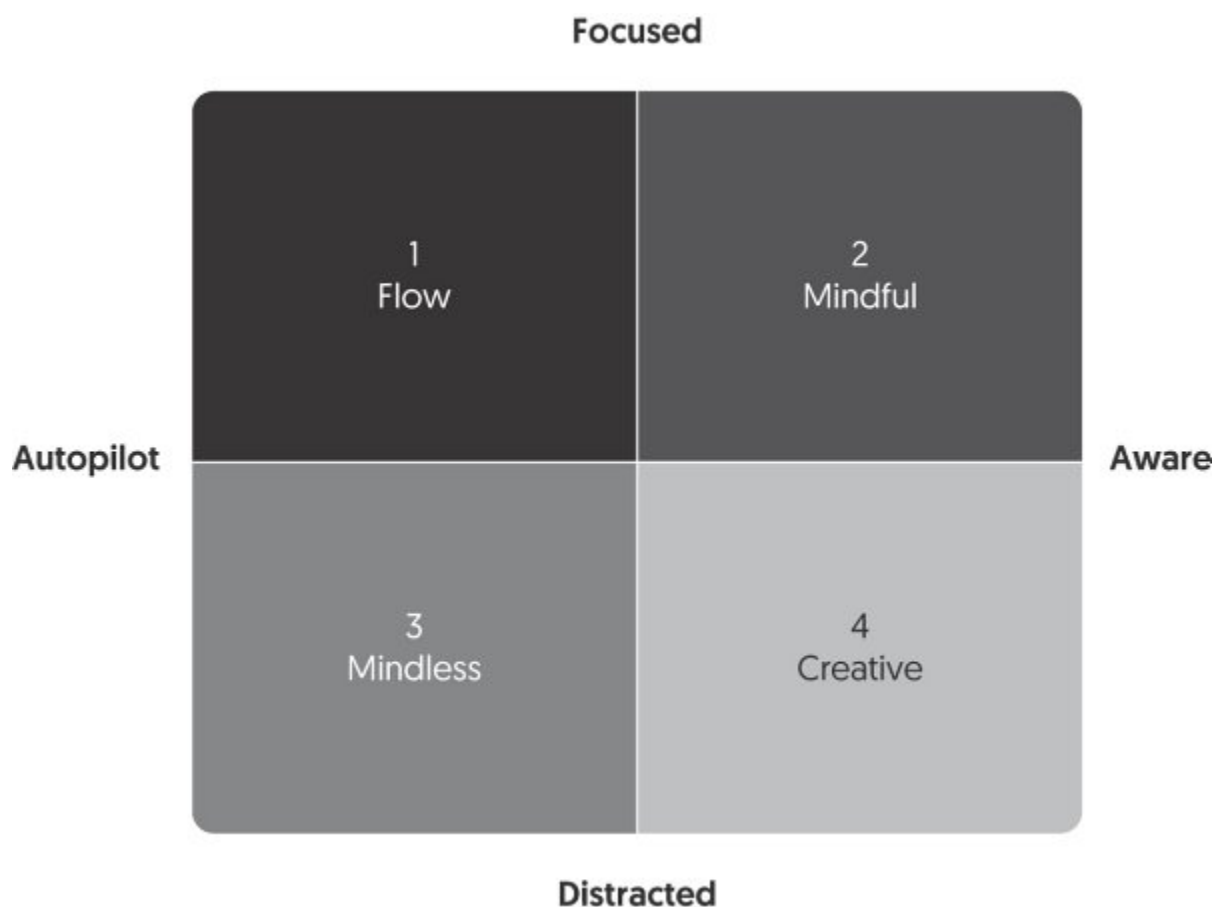 Focused
1
Flow
2
Mindful
Autopilot
Aware
3
Mindless
4
Creative
Distracted